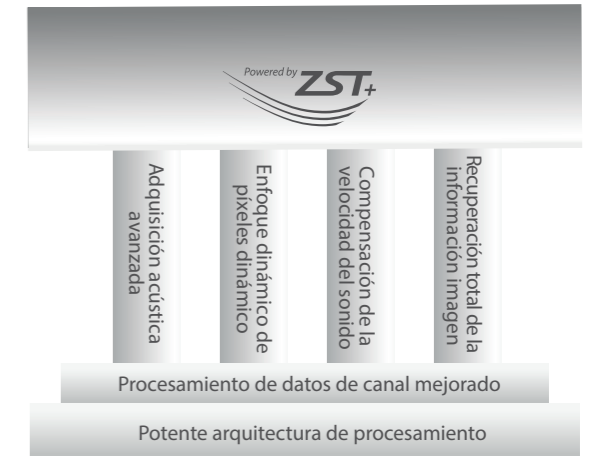 Powered by ZST+
Adquisición acústica
avanzada
Enfoque dinámico de
píxeles dinámico
Compensación de la
velocidad del sonido
Recuperación total de la
información imagen
Procesamiento de datos de canal mejorado
Potente arquitectura de procesamiento